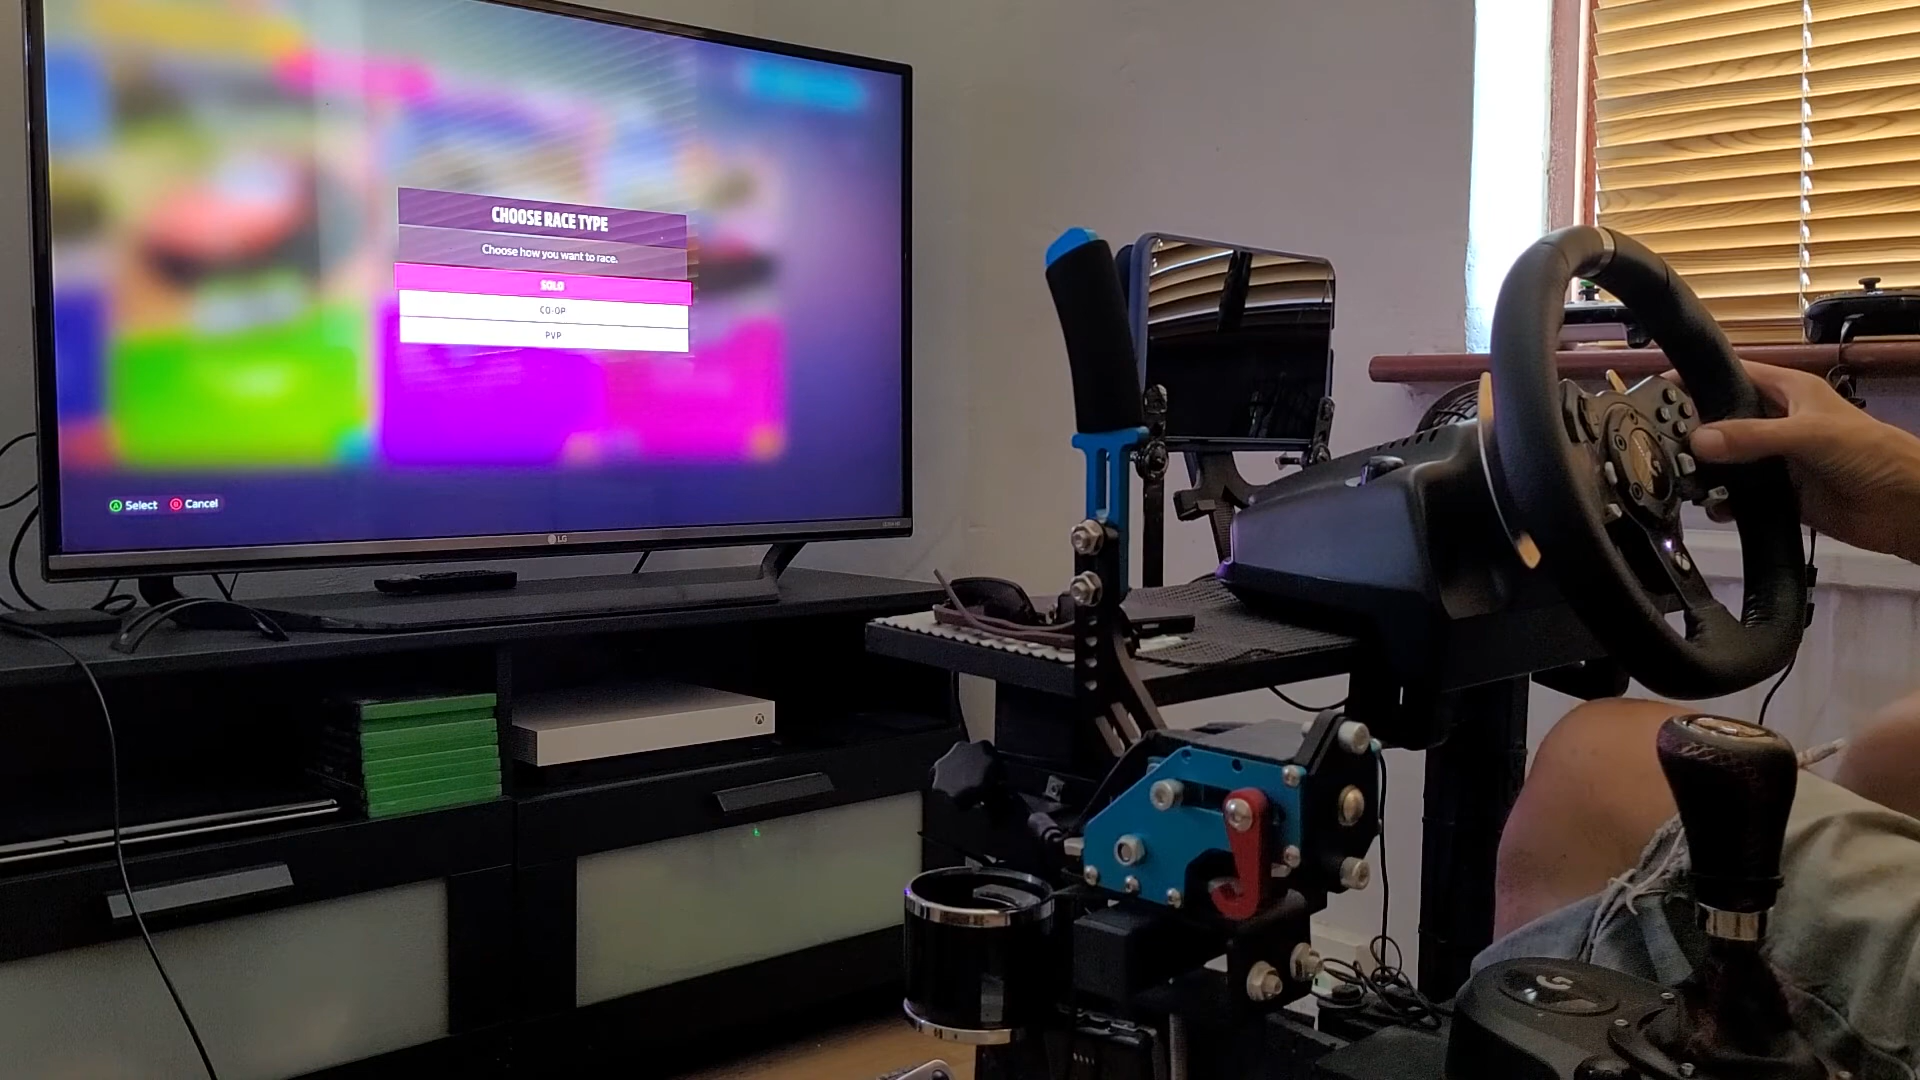 CHOOSE RACE TYPE
Choose how you want to race.
SOLO
CO-OP
PVP
A Select B Cancel
LG